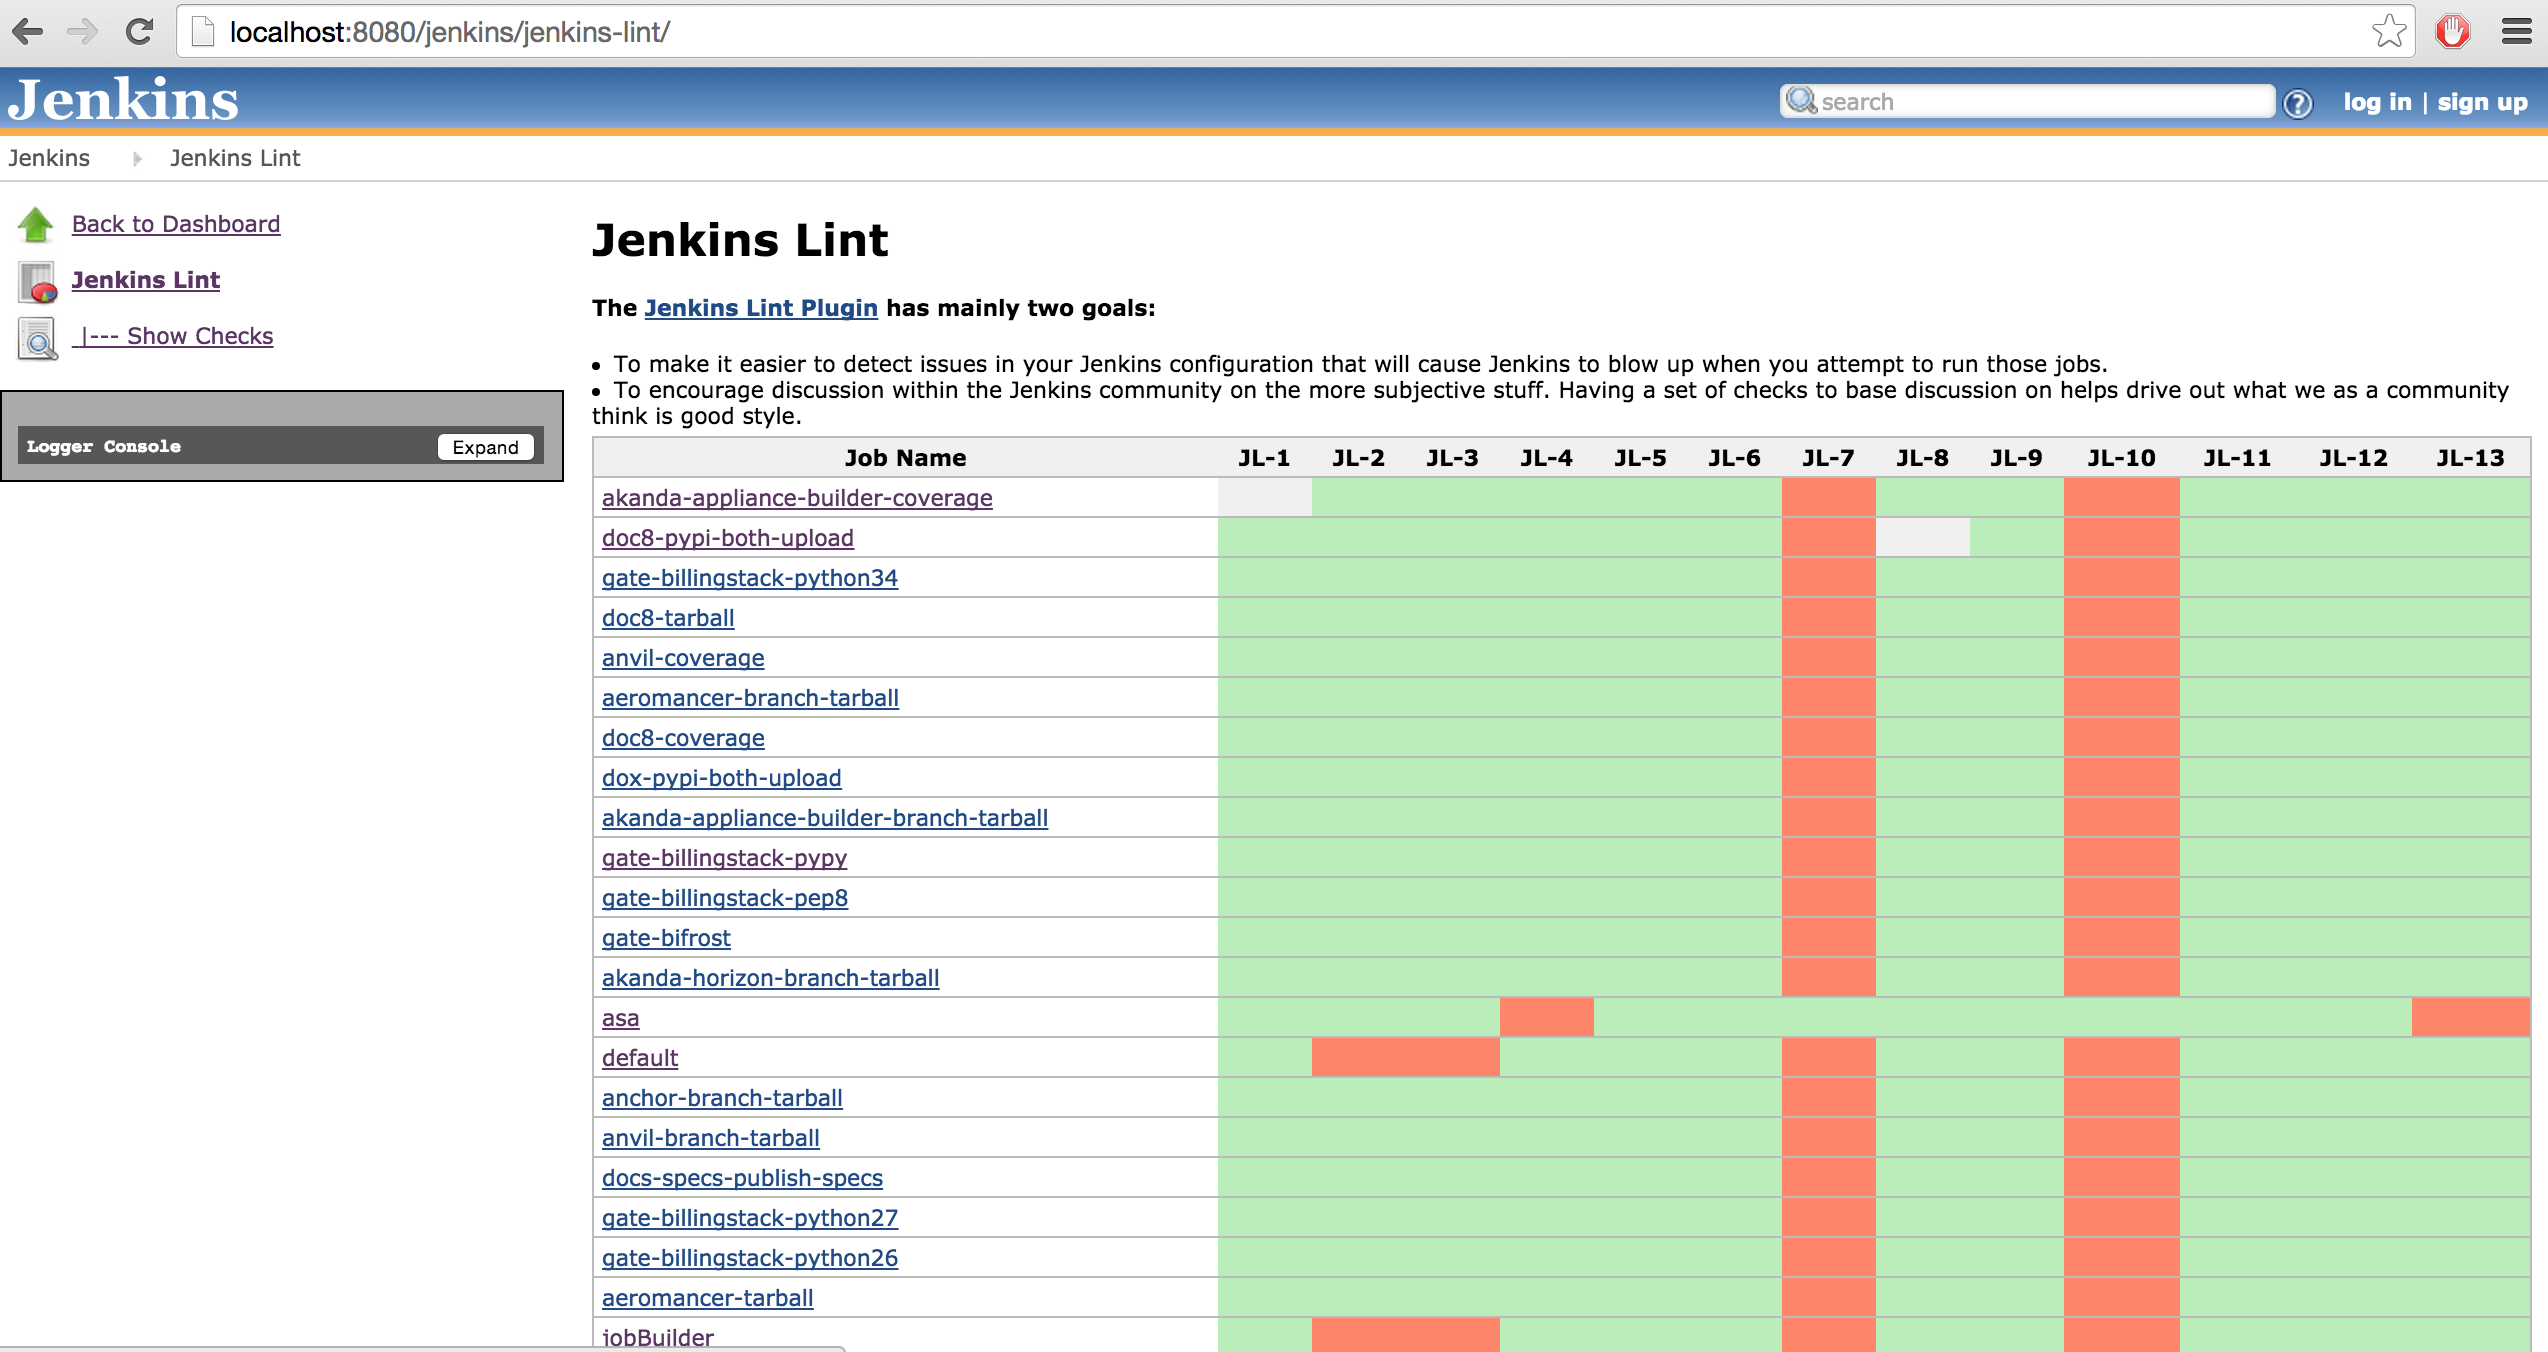 localhost:8080/jenkins/jenkins-lint/
Jenkins
search
log in | sign up
Jenkins
Jenkins Lint
Back to Dashboard
Jenkins Lint
|--- Show Checks
Logger Console
Expand
Jenkins Lint
The Jenkins Lint Plugin has mainly two goals:
• To make it easier to detect issues in your Jenkins configuration that will cause Jenkins to blow up when you attempt to run those jobs.
• To encourage discussion within the Jenkins community on the more subjective stuff. Having a set of checks to base discussion on helps drive out what we as a community
think is good style.
Job Name JL-1 JL-2 JL-3 JL-4 JL-5 JL-6 JL-7 JL-8 JL-9 JL-10 JL-11 JL-12 JL-13
akanda-appliance-builder-coverage
doc8-pypi-both-upload
gate-billingstack-python34
doc8-tarball
anvil-coverage
aeromancer-branch-tarball
doc8-coverage
dox-pypi-both-upload
akanda-appliance-builder-branch-tarball
gate-billingstack-pypy
gate-billingstack-pep8
gate-bifrost
akanda-horizon-branch-tarball
asa
default
anchor-branch-tarball
anvil-branch-tarball
docs-specs-publish-specs
gate-billingstack-python27
gate-billingstack-python26
aeromancer-tarball
jobBuilder